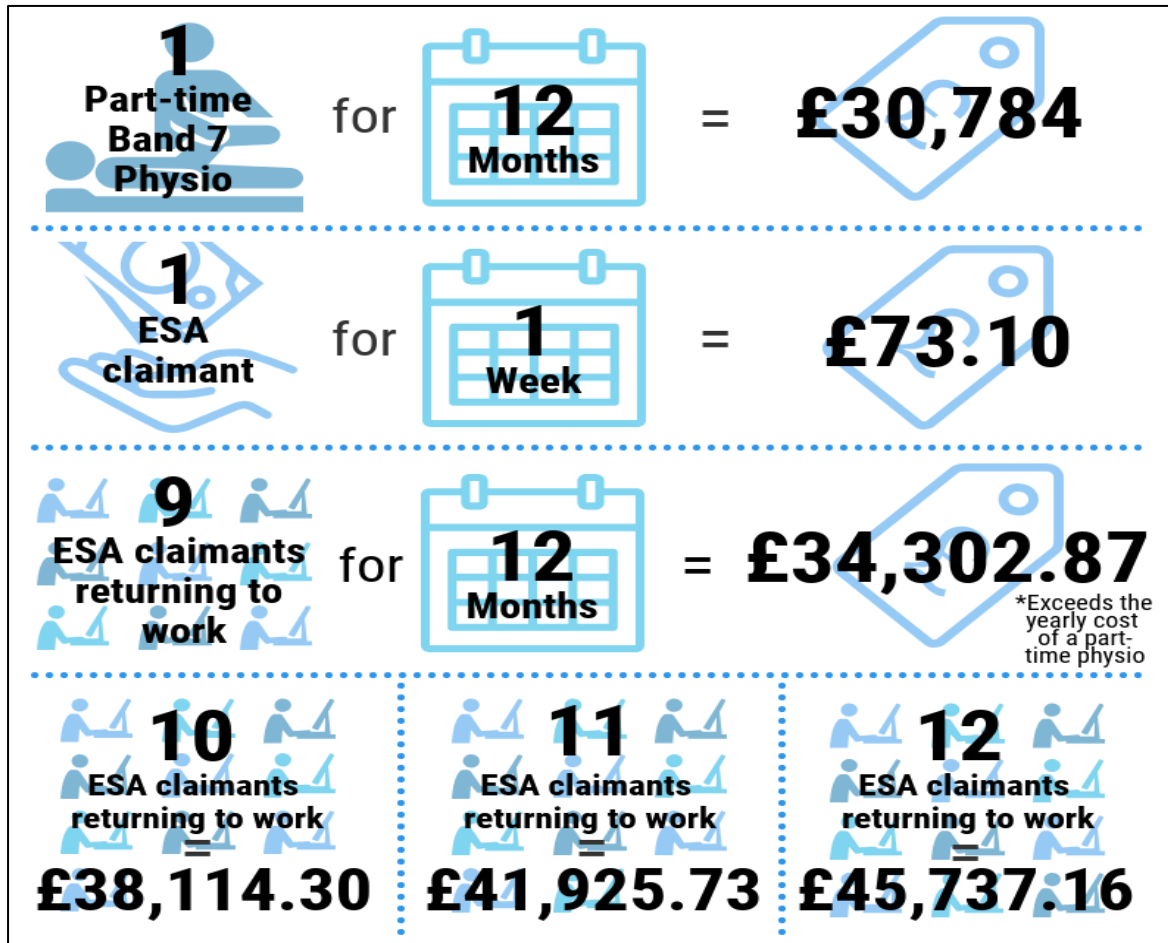 1
Part-time
Band 7
Physio
for
12
Months
=
£30,784
1
ESA
claimant
for
1
Week
=
£73.10
9
ESA claimants
returning to
work
for
12
Months
=
£34,302.87
*Exceeds the
yearly cost
of a part-
time physio
10
ESA claimants
returning to work
=
£38,114.30
11
ESA claimants
returning to work
=
£41,925.73
12
ESA claimants
returning to work
=
£45,737.16